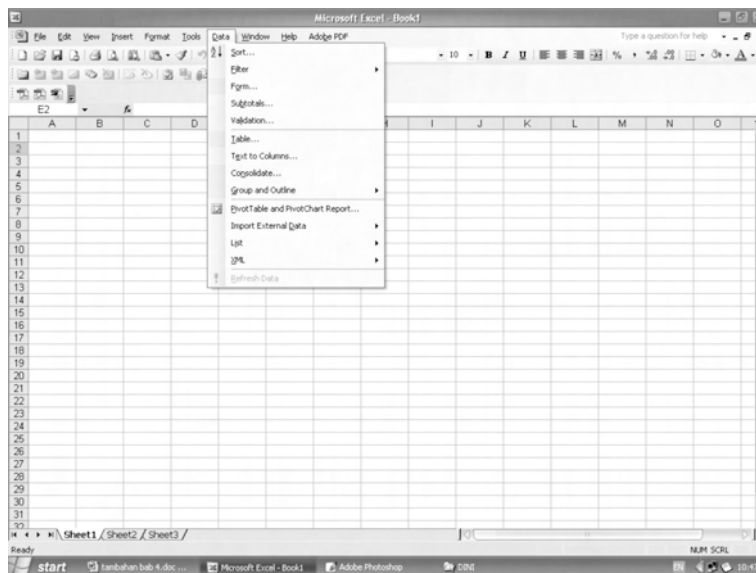 Microsoft Excel - Book1
File Edit View Insert Format Tools Data Window Help Adobe PDF
Type a question for help
10 B I U % ,
E2 fx
Sort...
Filter
Form...
Subtotals...
Validation...
Table...
Text to Columns...
Consolidate...
Group and Outline
PivotTable and PivotChart Report...
Import External Data
List
XML
Refresh Data
A B C D I J K L M N O
1
2
3
4
5
6
7
8
9
10
11
12
13
14
15
16
17
18
19
20
21
22
23
24
25
26
27
28
29
30
31
32
Sheet1 Sheet2 Sheet3
Ready
NUM SCRL
start tambahan bab 4.doc ... Microsoft Excel - Book1 Adobe Photoshop DINI EN